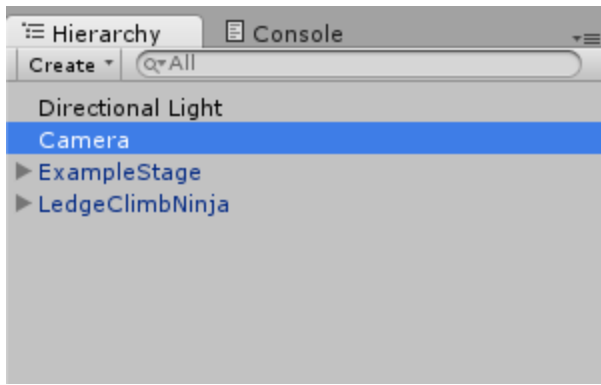 Hierarchy Console
Create All
Directional Light
Camera
ExampleStage
LedgeClimbNinja